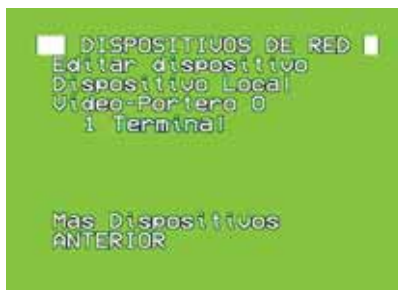 DISPOSITIVOS DE RED
Editar dispositivo
Dispositivo Local
Video-Portero 0
1 Terminal
Mas Dispositivos
ANTERIOR